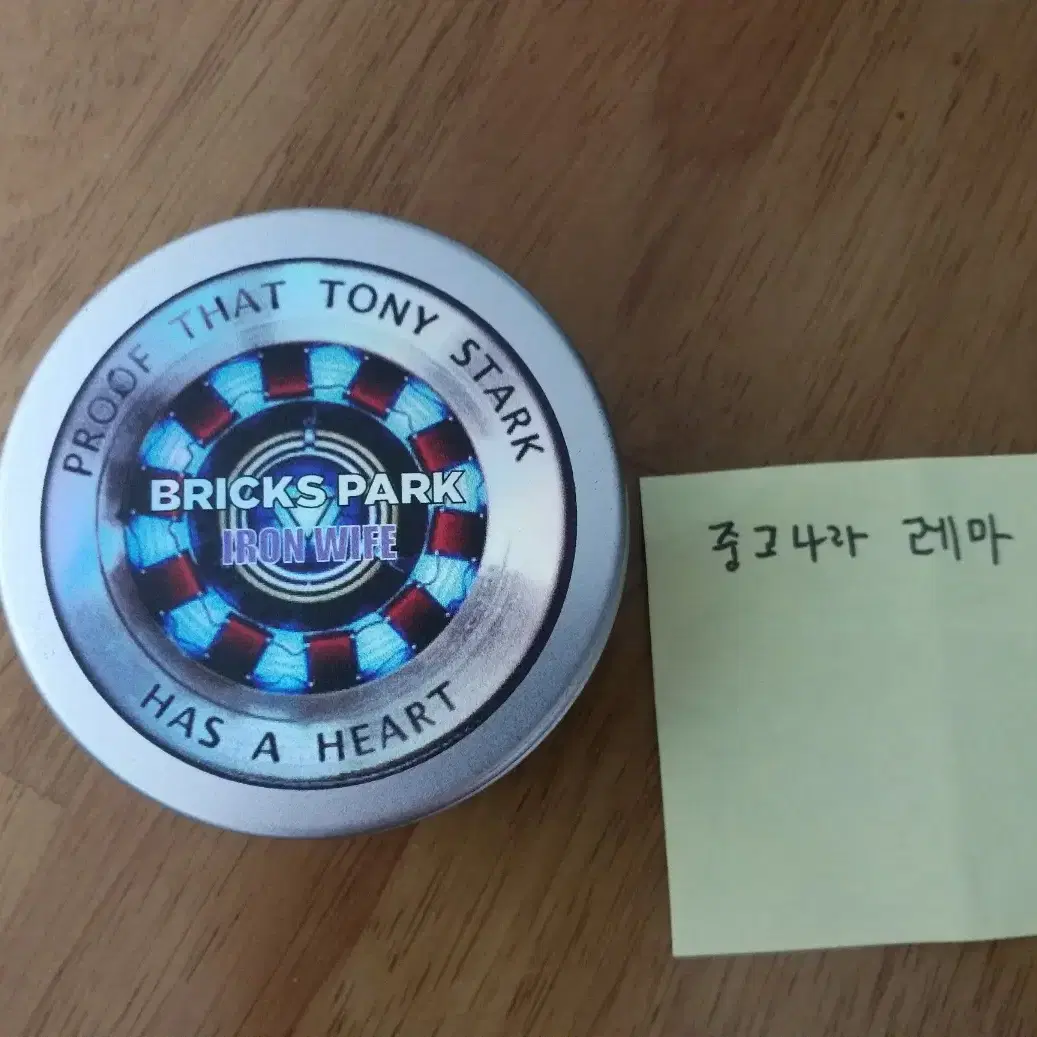 PROOF THAT TONY STARK
BRICKS PARK
IRON WIFE
HAS A HEART
중고나라 레마